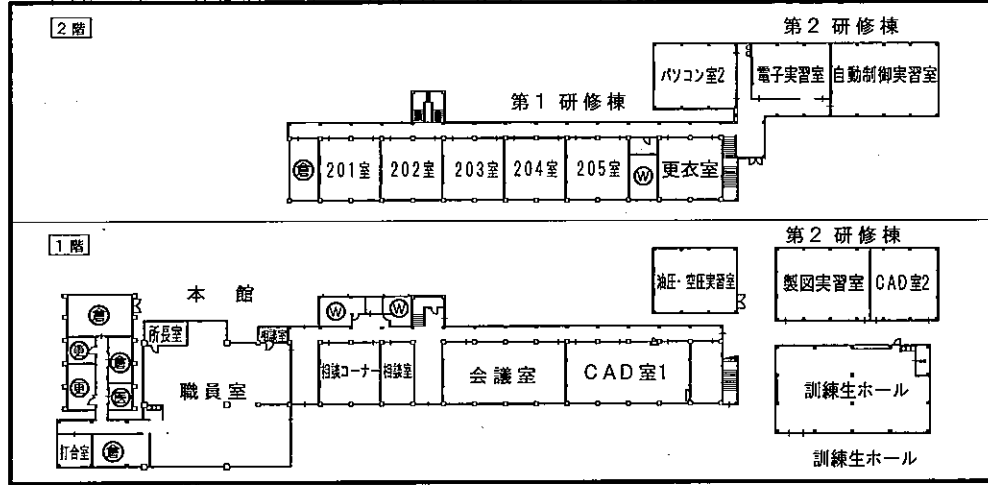 2階
第2 研修棟
パソコン室2
電子実習室
自動制御実習室
第1 研修棟
倉
201室
202室
203室
204室
205室
W
更衣室
1階
第2 研修棟
油圧・空圧実習室
製図実習室
CAD室2
本 館
倉
W
W
所長室
相談室
更
倉
職員室
相談コーナー
相談室
会議室
CAD室1
更
医
訓練生ホール
打合室
倉
訓練生ホール